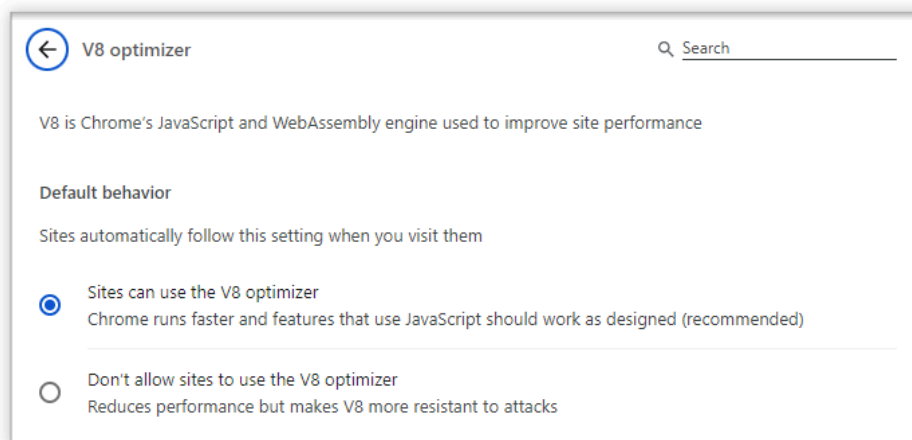 V8 optimizer
Search
V8 is Chrome's JavaScript and WebAssembly engine used to improve site performance
Default behavior
Sites automatically follow this setting when you visit them
Sites can use the V8 optimizer
Chrome runs faster and features that use JavaScript should work as designed (recommended)
Don't allow sites to use the V8 optimizer
Reduces performance but makes V8 more resistant to attacks